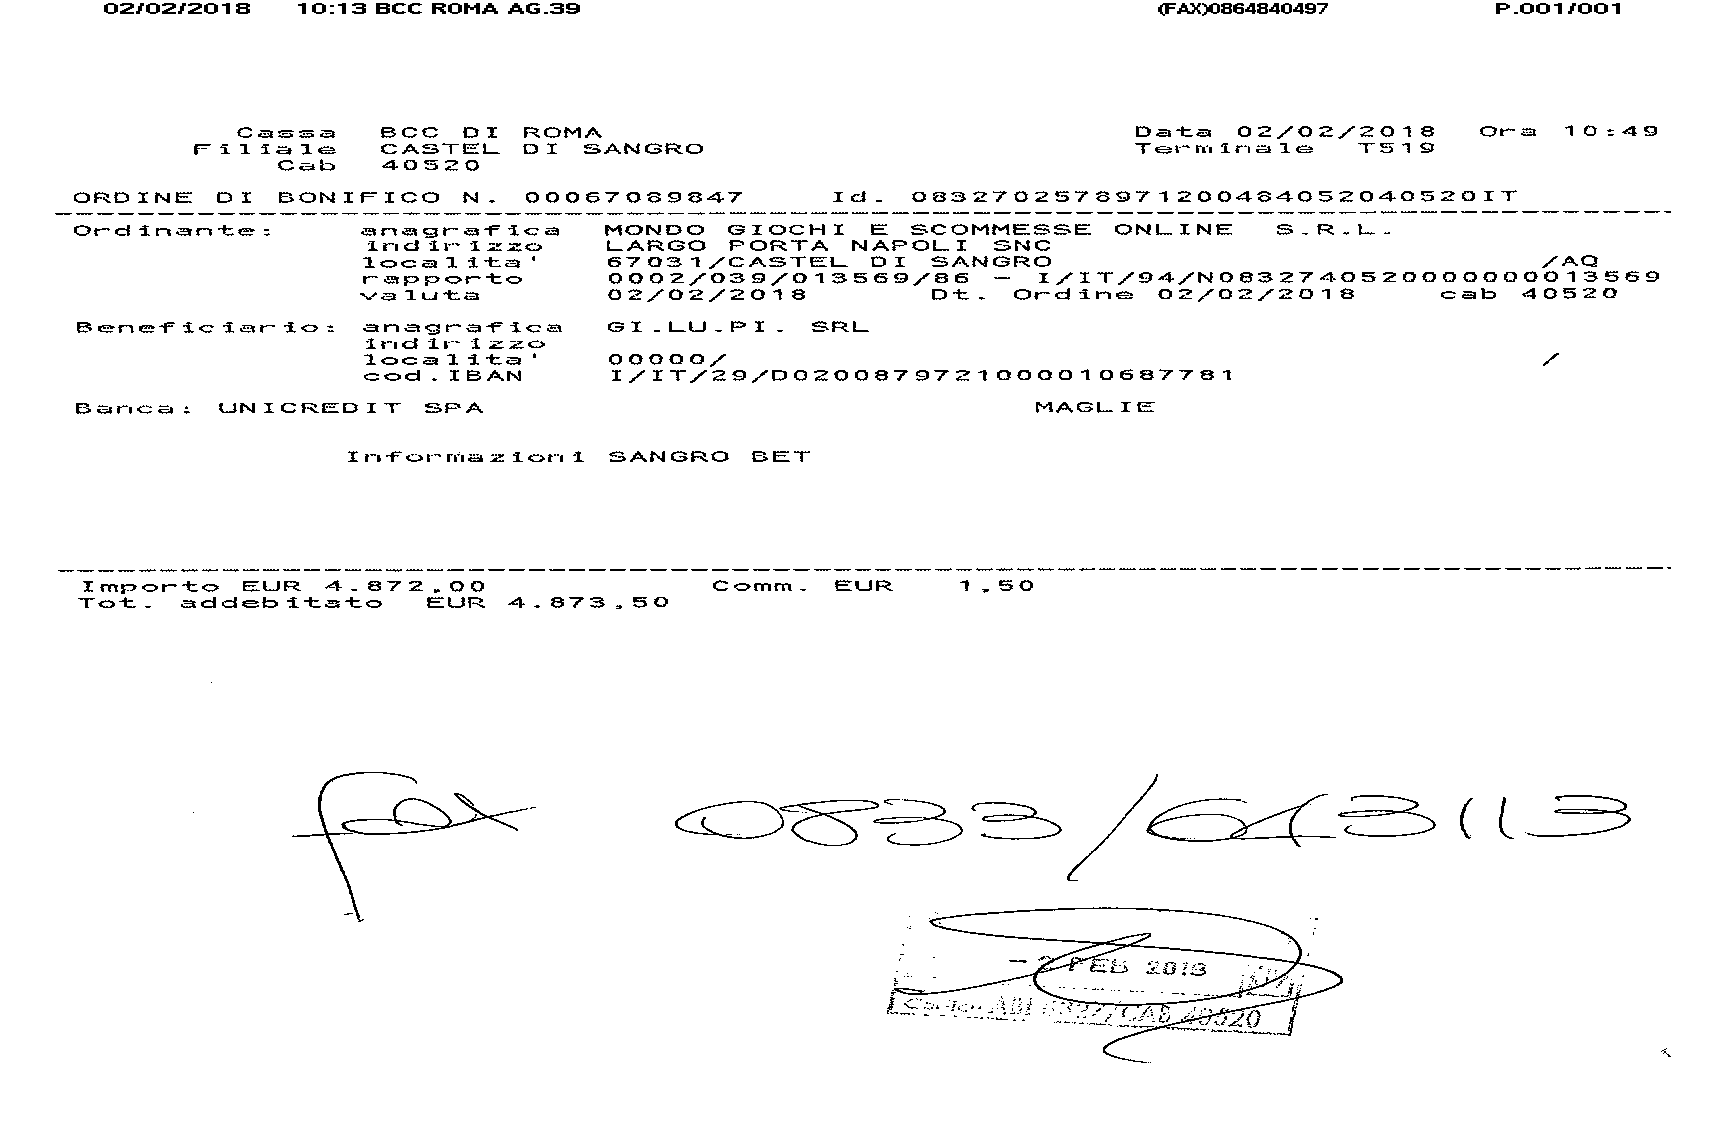 02/02/2018 10:13 BCC ROMA AG.39 (FAX)0864840497 P.001/001
Cassa BCC DI ROMA Data 02/02/2018 Ora 10:49
Filiale CASTEL DI SANGRO Terminale T519
Cab 40520
ORDINE DI BONIFICO N. 00067089847 Id. 0832702578971200484052040520IT
Ordinante: anagrafica MONDO GIOCHI E SCOMMESSE ONLINE S.R.L.
indirizzo LARGO PORTA NAPOLI SNC
localita' 67031/CASTEL DI SANGRO /AQ
rapporto 0002/039/013569/86 - I/IT/94/N0832740520000000013569
valuta 02/02/2018 Dt. Ordine 02/02/2018 cab 40520
Beneficiario: anagrafica GI.LU.PI. SRL
indirizzo
localita' 00000/ /
cod.IBAN I/IT/29/D0200879721000010687781
Banca: UNICREDIT SPA MAGLIE
Informazioni SANGRO BET
Importo EUR 4.872,00 Comm. EUR 1,50
Tot. addebitato EUR 4.873,50
fax 0833/643113
- 2 FEB 2018
Codice ABI 8327/CAB 40520